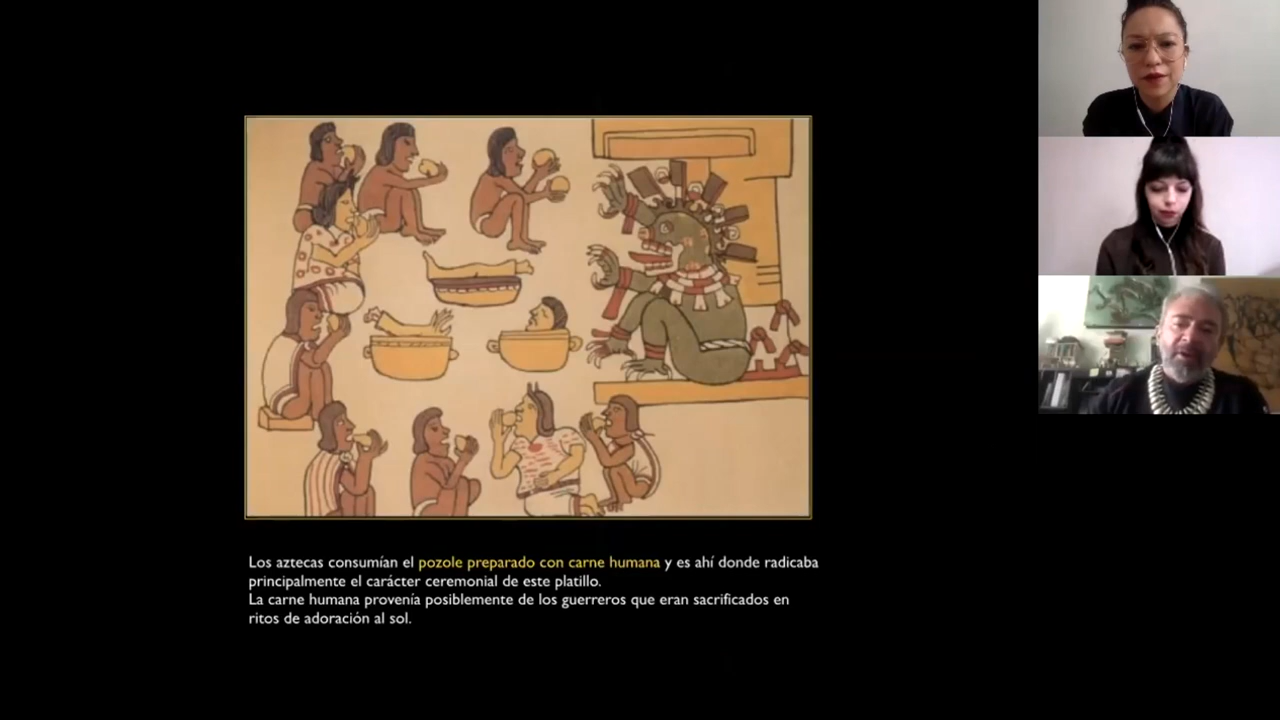 Los aztecas consumían el pozole preparado con carne humana y es ahí donde radicaba
principalmente el carácter ceremonial de este platillo.
La carne humana provenía posiblemente de los guerreros que eran sacrificados en
ritos de adoración al sol.